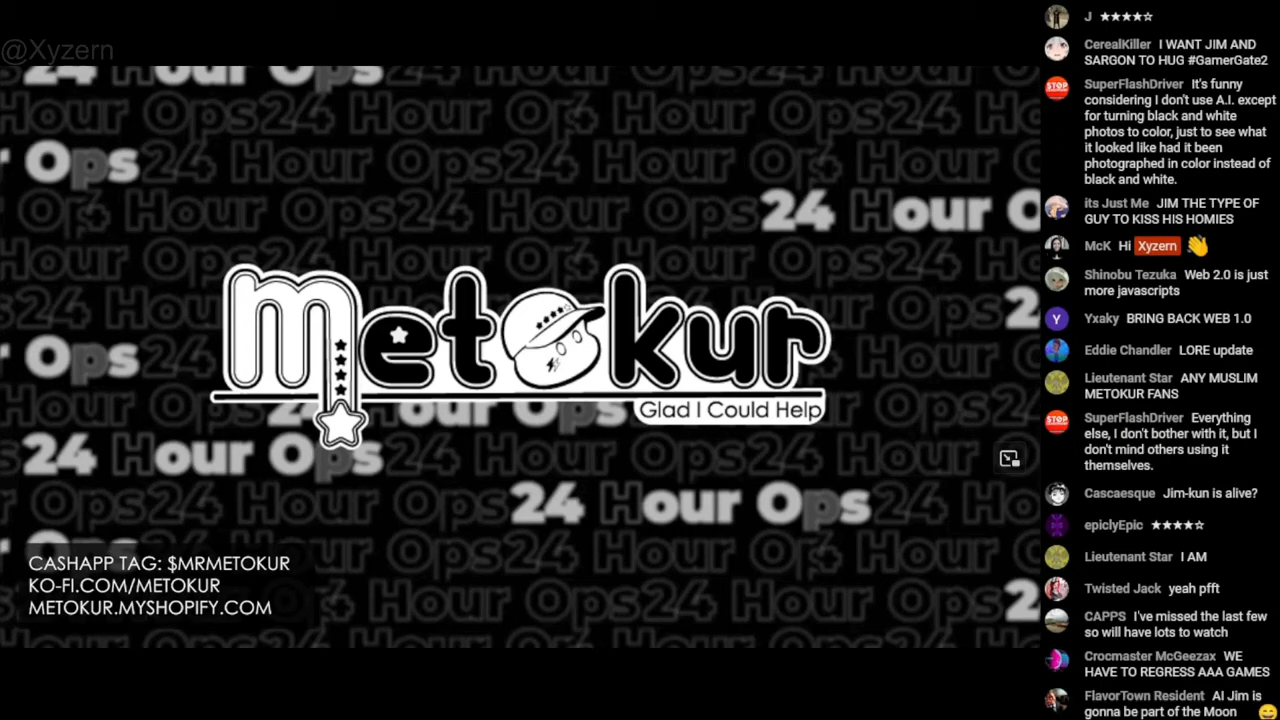 @Xyzern
24 Hour Ops
Metokur
Glad I Could Help
24 Hour Ops
24 Hour Ops
CASHAPP TAG: $MRMETOKUR
KO-FI.COM/METOKUR
METOKUR.MYSHOPIFY.COM
J ★★★★☆
CerealKiller I WANT JIM AND
SARGON TO HUG #GamerGate2
SuperFlashDriver It's funny
considering I don't use A.I. except
for turning black and white
photos to color, just to see what
it looked like had it been
photographed in color instead of
black and white.
its Just Me JIM THE TYPE OF
GUY TO KISS HIS HOMIES
McK Hi Xyzern 👋
Shinobu Tezuka Web 2.0 is just
more javascripts
Y Yxaky BRING BACK WEB 1.0
Eddie Chandler LORE update
Lieutenant Star ANY MUSLIM
METOKUR FANS
SuperFlashDriver Everything
else, I don't bother with it, but I
don't mind others using it
themselves.
Cascaesque Jim-kun is alive?
epiclyEpic ★★★★☆
Lieutenant Star I AM
Twisted Jack yeah pfft
CAPPS I've missed the last few
so will have lots to watch
Crocmaster McGeezax WE
HAVE TO REGRESS AAA GAMES
FlavorTown Resident AI Jim is
gonna be part of the Moon 😄